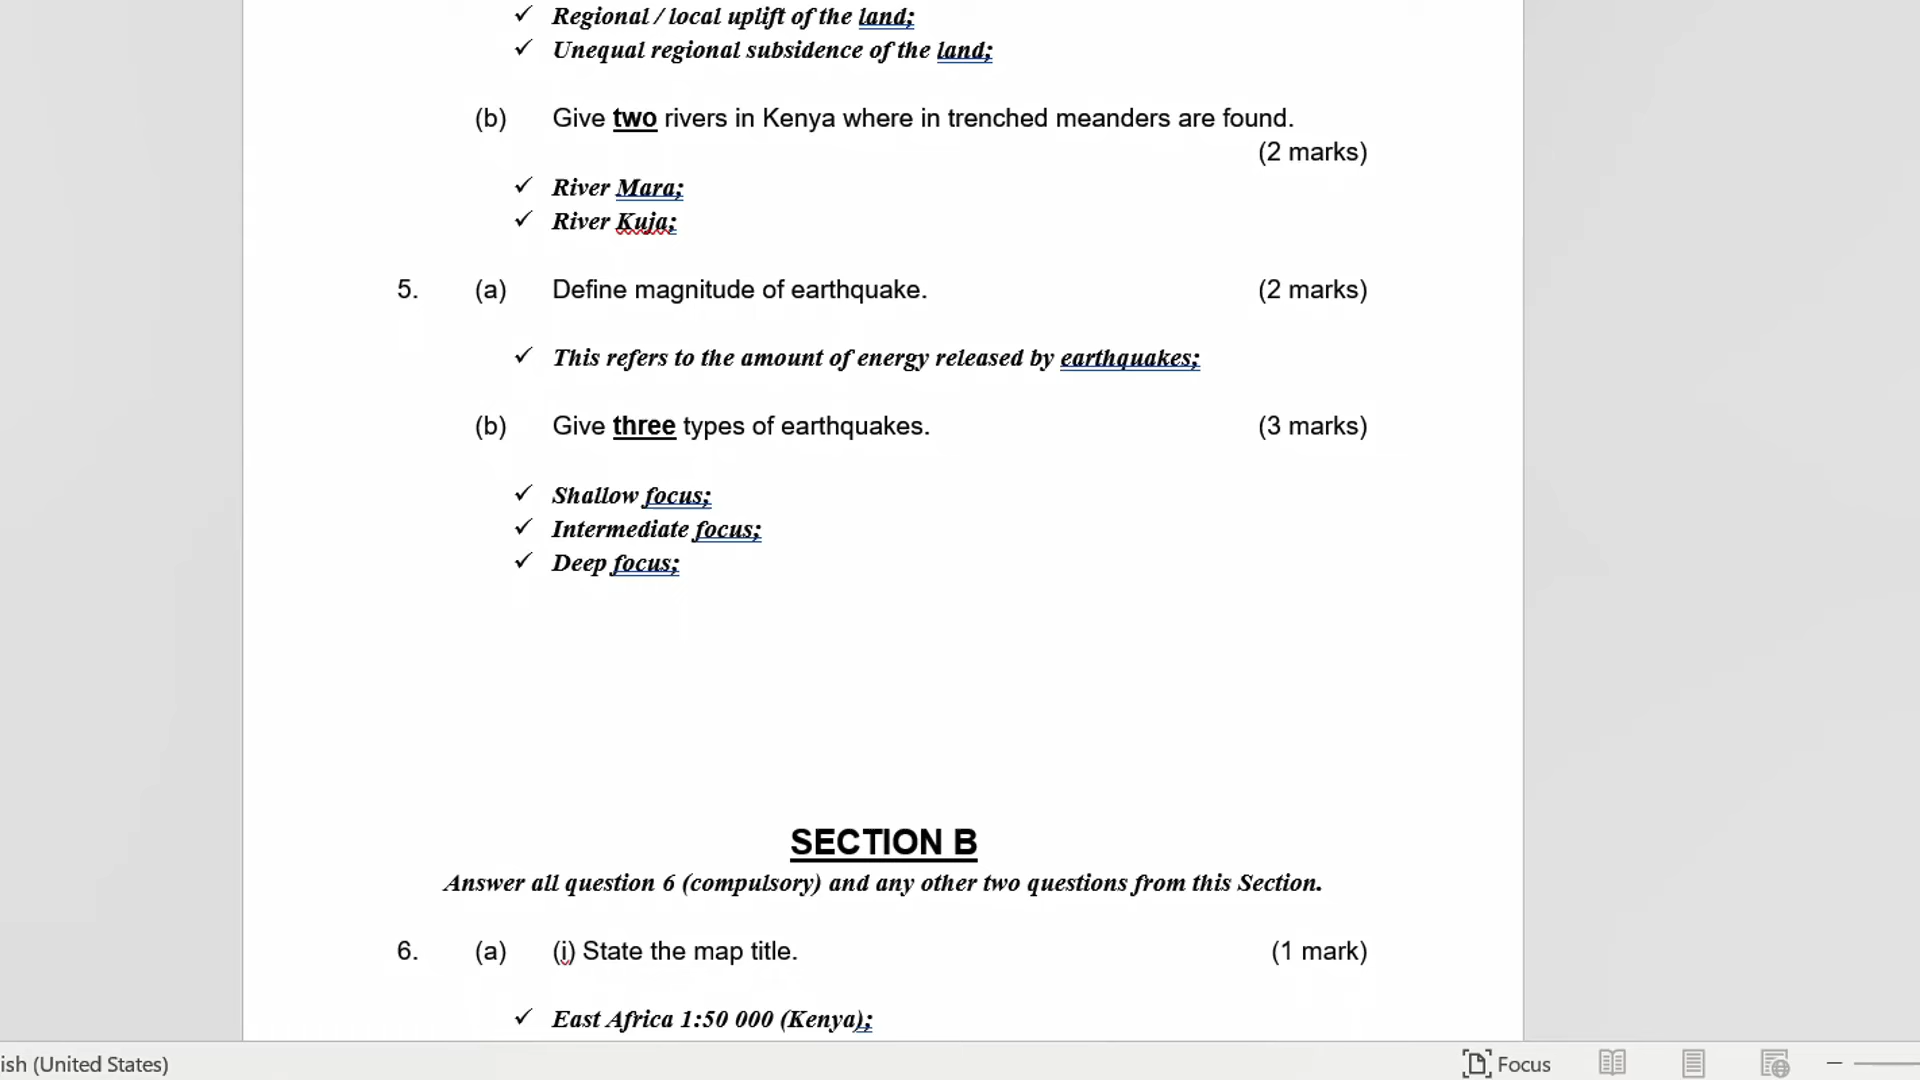 ✓ Regional / local uplift of the land;
✓ Unequal regional subsidence of the land;
(b) Give two rivers in Kenya where in trenched meanders are found.
(2 marks)
✓ River Mara;
✓ River Kuja;
5. (a) Define magnitude of earthquake. (2 marks)
✓ This refers to the amount of energy released by earthquakes;
(b) Give three types of earthquakes. (3 marks)
✓ Shallow focus;
✓ Intermediate focus;
✓ Deep focus;
SECTION B
Answer all question 6 (compulsory) and any other two questions from this Section.
6. (a) (i) State the map title. (1 mark)
✓ East Africa 1:50 000 (Kenya);
ish (United States) Focus